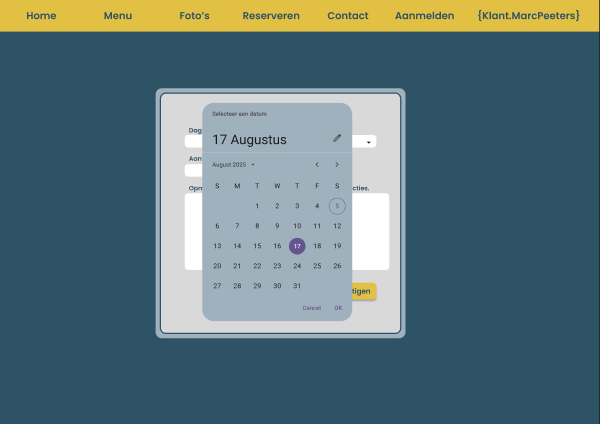 Home Menu Foto's Reserveren Contact Aanmelden {Klant.MarcPeeters}
Selecteer een datum
Dag
17 Augustus
Aan
August 2025
S M T W T F S
Opn
cties.
1 2 3 4 5
6 7 8 9 10 11 12
13 14 15 16 17 18 19
20 21 22 23 24 25 26
27 28 29 30 31
tigen
Cancel OK